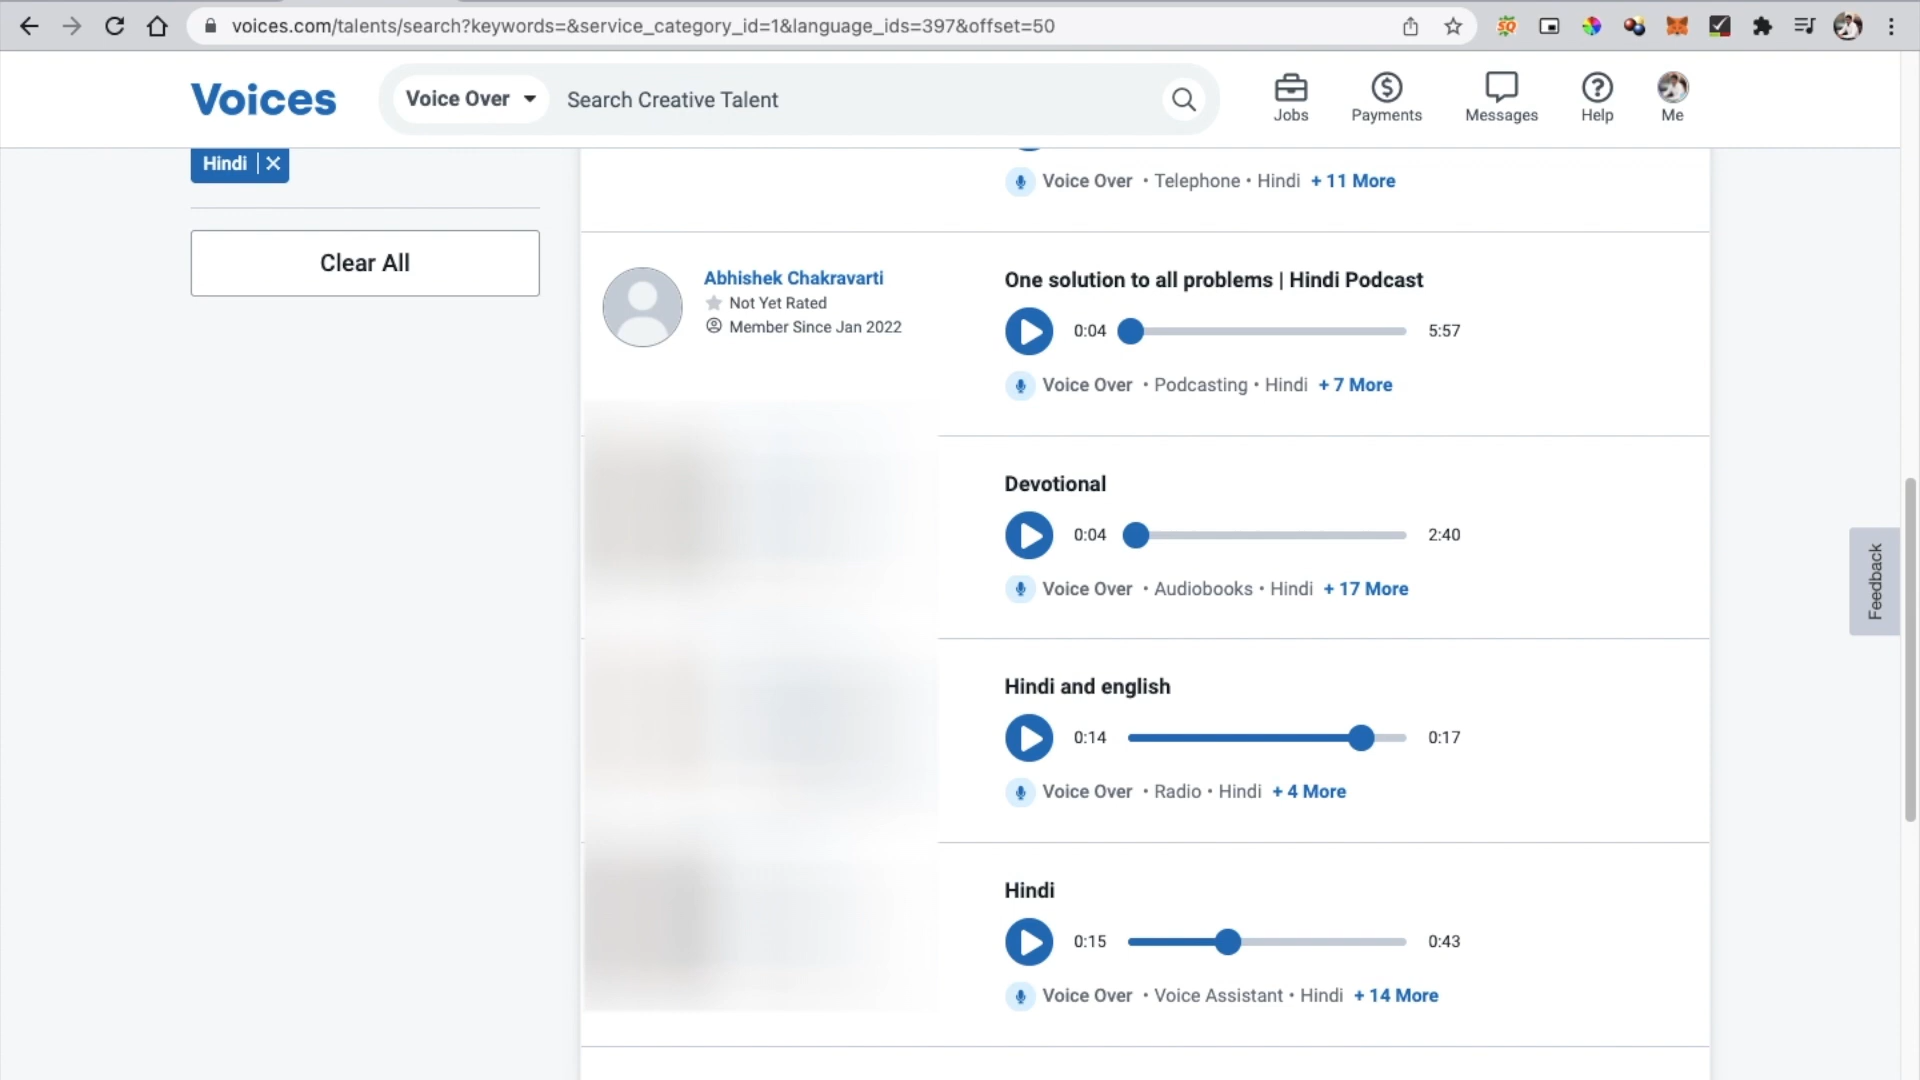 voices.com/talents/search?keywords=&service_category_id=1&language_ids=397&offset=50
Voices
Voice Over
Search Creative Talent
Jobs
Payments
Messages
Help
Me
Hindi
Clear All
Voice Over • Telephone • Hindi + 11 More
Abhishek Chakravarti
Not Yet Rated
Member Since Jan 2022
One solution to all problems | Hindi Podcast
0:04 5:57
Voice Over • Podcasting • Hindi + 7 More
Devotional
0:04 2:40
Voice Over • Audiobooks • Hindi + 17 More
Hindi and english
0:14 0:17
Voice Over • Radio • Hindi + 4 More
Hindi
0:15 0:43
Voice Over • Voice Assistant • Hindi + 14 More
Feedback